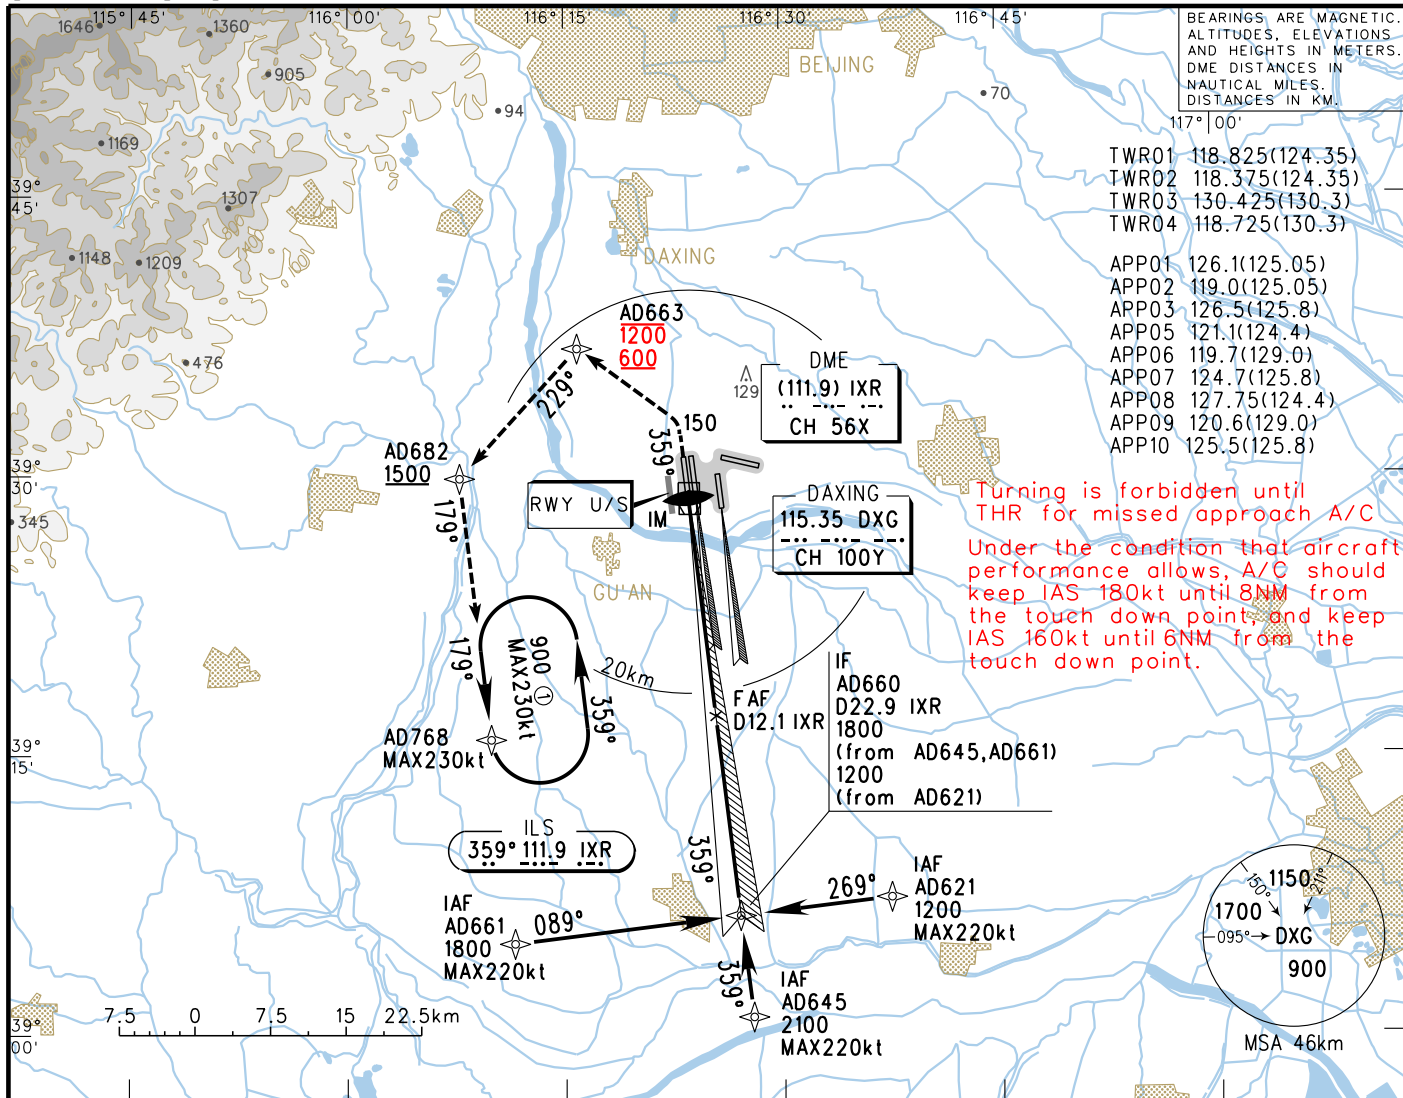 115° 45'
116° 00'
116° 15'
116° 30'
116° 45'
BEARINGS ARE MAGNETIC.
ALTITUDES, ELEVATIONS
AND HEIGHTS IN METERS.
DME DISTANCES IN
NAUTICAL MILES.
DISTANCES IN KM.
117° 00'
1646
1360
905
94
BEIJING
70
1169
1307
1148
1209
476
345
39°
45'
DAXING
TWR01 118.825(124.35)
TWR02 118.375(124.35)
TWR03 130.425(130.3)
TWR04 118.725(130.3)
APP01 126.1(125.05)
APP02 119.0(125.05)
APP03 126.5(125.8)
APP05 121.1(124.4)
APP06 119.7(129.0)
APP07 124.7(125.8)
APP08 127.75(124.4)
APP09 120.6(129.0)
APP10 125.5(125.8)
AD663
1200
600
229°
129
DME
(111.9) IXR
CH 56X
150
359°
AD682
1500
39°
30'
RWY U/S
IM
DAXING
115.35 DXG
CH 100Y
Turning is forbidden until
THR for missed approach A/C
Under the condition that aircraft
performance allows, A/C should
keep IAS 180kt until 8NM from
the touch down point, and keep
IAS 160kt until 6NM from the
touch down point.
179°
GU'AN
179°
900 ①
MAX230kt
359°
20km
FAF
D12.1 IXR
IF
AD660
D22.9 IXR
1800
(from AD645,AD661)
1200
(from AD621)
AD768
MAX230kt
39°
15'
ILS
359° 111.9 IXR
359°
IAF
AD661
1800
MAX220kt
089°
269°
IAF
AD621
1200
MAX220kt
359°
IAF
AD645
2100
MAX220kt
150°
1150
211°
1700
095°
DXG
900
MSA 46km
7.5 0 7.5 15 22.5km
39°
00'